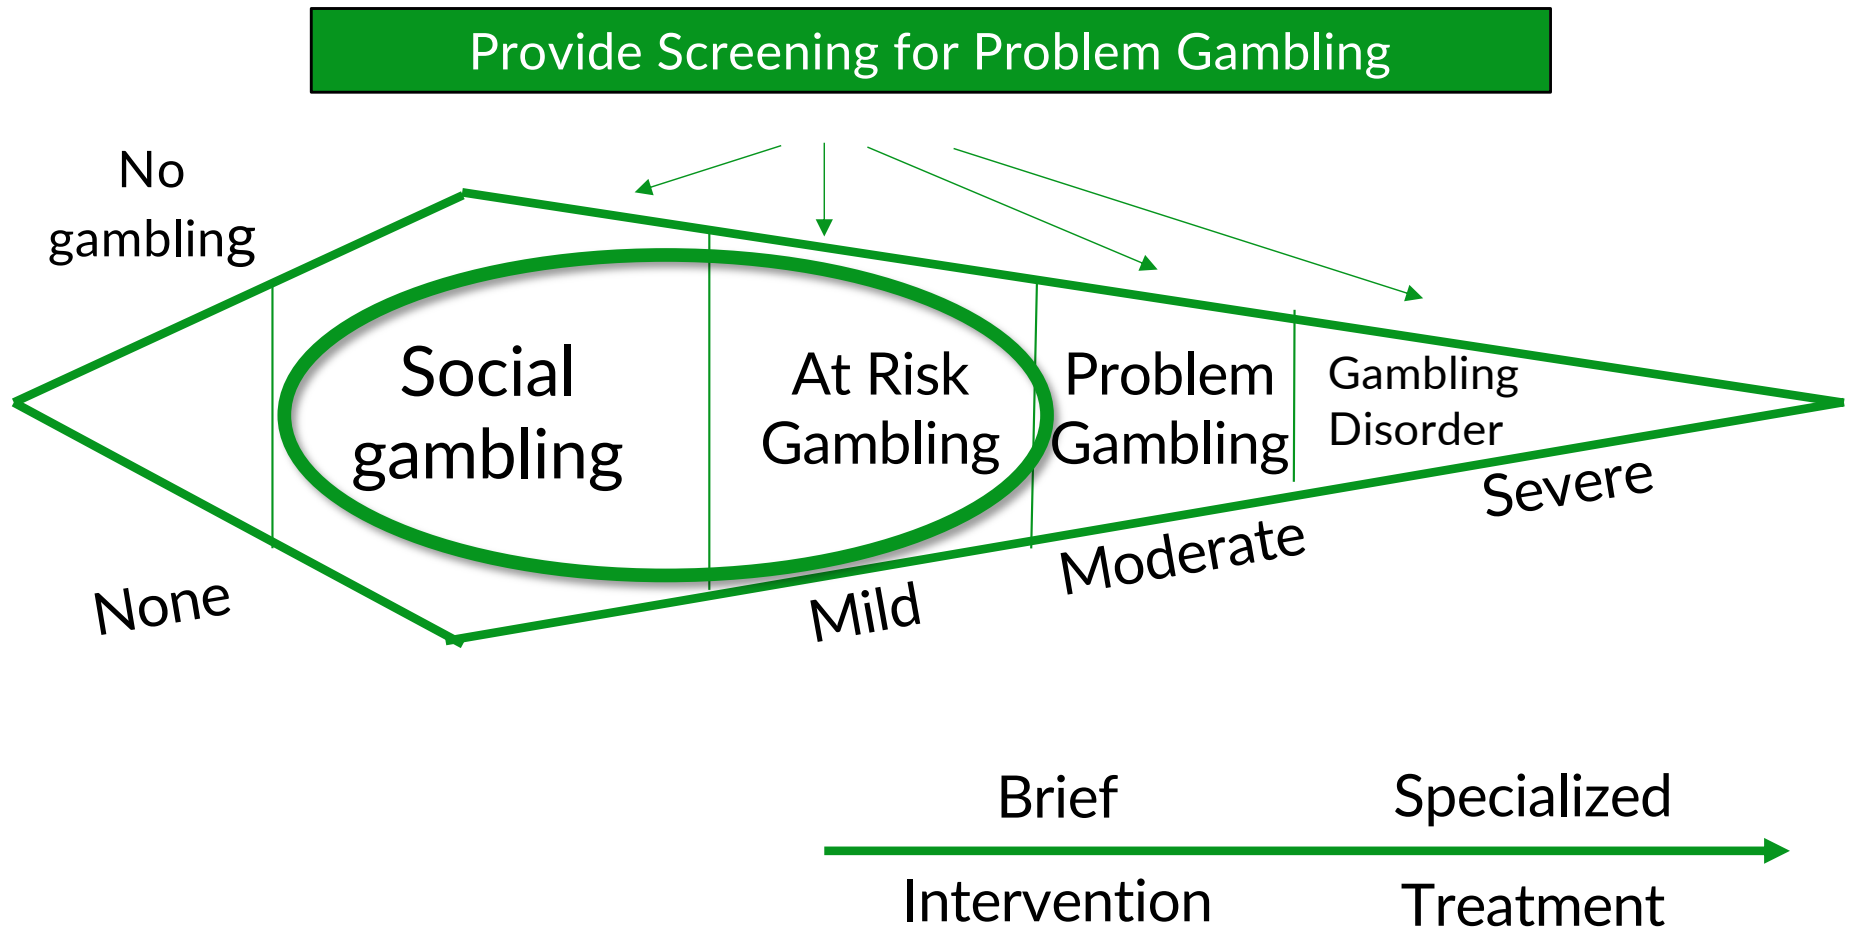 Provide Screening for Problem Gambling
No
gambling
Social
gambling
At Risk
Gambling
Problem
Gambling
Gambling
Disorder
None
Mild
Moderate
Severe
Brief
Intervention
Specialized
Treatment